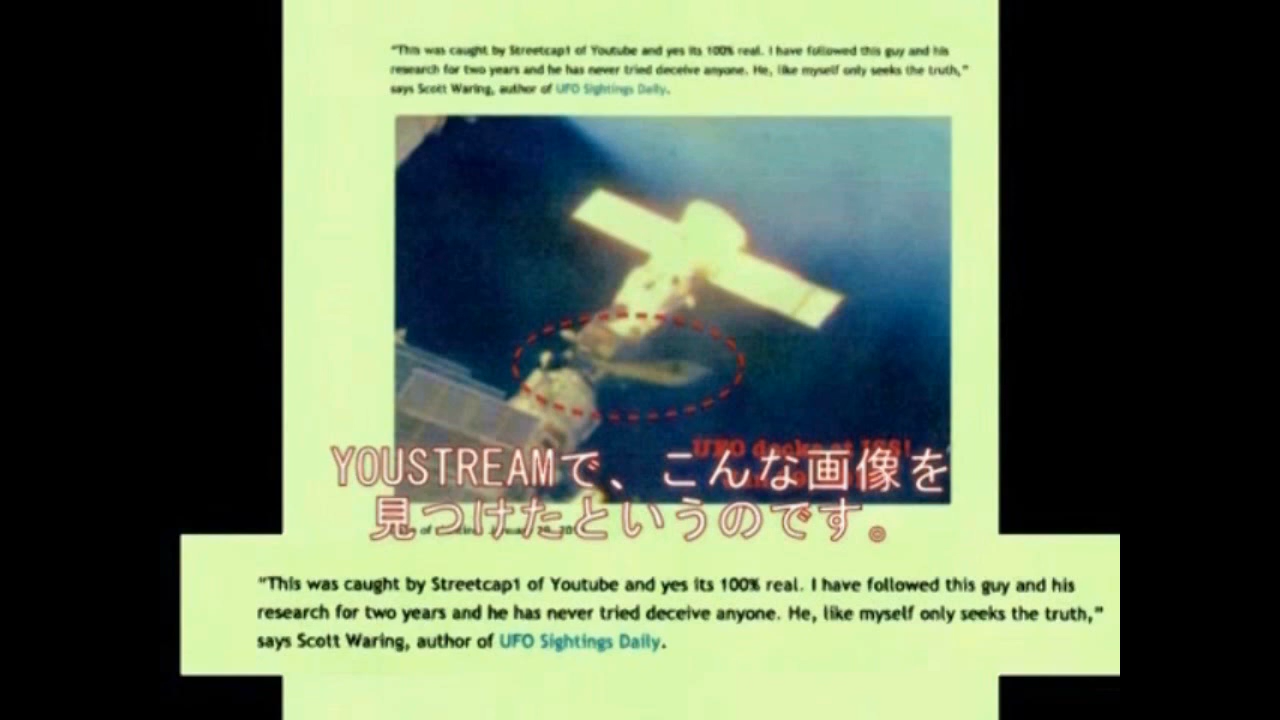 "This was caught by Streetcap1 of Youtube and yes its 100% real. I have followed this guy and his
research for two years and he has never tried deceive anyone. He, like myself only seeks the truth,"
says Scott Waring, author of UFO Sightings Daily.
UFO docks at ISS!
YOUSTREAMで、こんな画像を
見つけたというのです。
"This was caught by Streetcap1 of Youtube and yes its 100% real. I have followed this guy and his
research for two years and he has never tried deceive anyone. He, like myself only seeks the truth,"
says Scott Waring, author of UFO Sightings Daily.